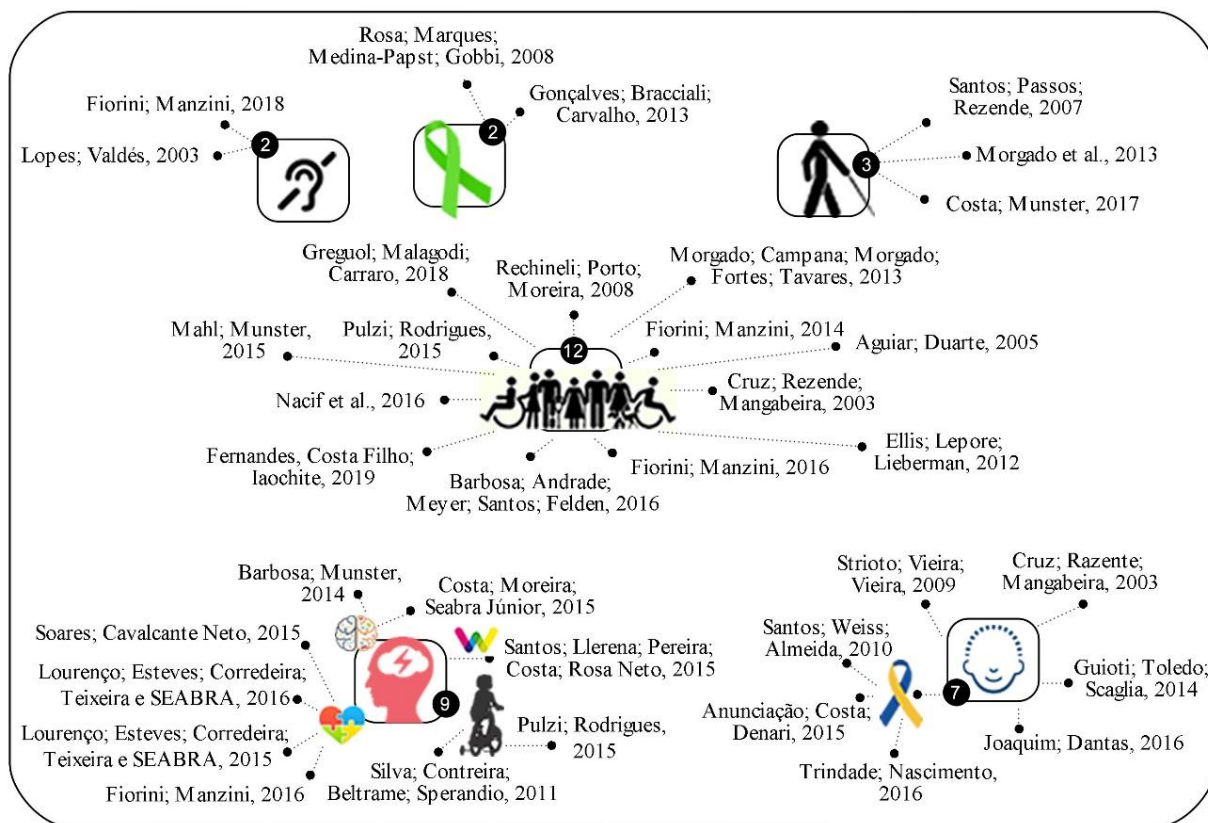 Rosa; Marques;
Medina-Papst; Gobbi, 2008
Fiorini; Manzini, 2018
Lopes; Valdés, 2003
2
2
Gonçalves; Bracciali;
Carvalho, 2013
Santos; Passos;
Rezende, 2007
3
Morgado et al., 2013
Costa; Munster, 2017
Greguol; Malagodi;
Carraro, 2018
Rechineli; Porto;
Moreira, 2008
Morgado; Campana; Morgado;
Fortes; Tavares, 2013
Mahl; Munster,
2015
Pulzi; Rodrigues,
2015
12
Fiorini; Manzini, 2014
Aguiar; Duarte, 2005
Nacif et al., 2016
Cruz; Rezende;
Mangabeira, 2003
Fernandes, Costa Filho;
Iaochite, 2019
Barbosa; Andrade;
Meyer; Santos; Felden, 2016
Fiorini; Manzini, 2016
Ellis; Lepore;
Lieberman, 2012
Barbosa; Munster,
2014
Costa; Moreira;
Seabra Júnior, 2015
Soares; Cavalcante Neto, 2015
Santos; Llerena; Pereira;
Costa; Rosa Neto, 2015
Lourenço; Esteves; Corredeira;
Teixeira e SEABRA, 2016
9
Lourenço; Esteves; Corredeira;
Teixeira e SEABRA, 2015
Pulzi; Rodrigues,
2015
Fiorini; Manzini, 2016
Silva; Contreira;
Beltrame; Sperandio, 2011
Strioto; Vieira;
Vieira, 2009
Cruz; Razente;
Mangabeira, 2003
Santos; Weiss;
Almeida, 2010
7
Guioti; Toledo;
Scaglia, 2014
Anunciação; Costa;
Denari, 2015
Joaquim; Dantas, 2016
Trindade; Nascimento,
2016